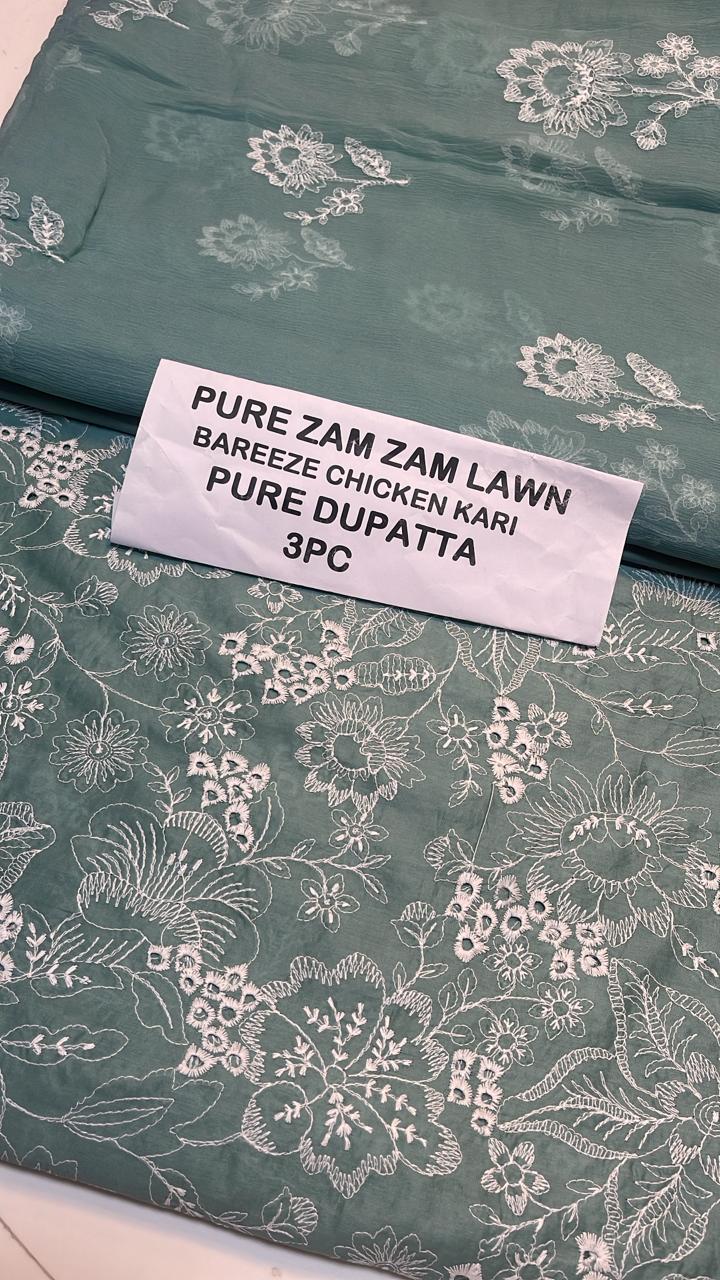 PURE ZAM ZAM LAWN
BAREEZE CHICKEN KARI
PURE DUPATTA
3PC